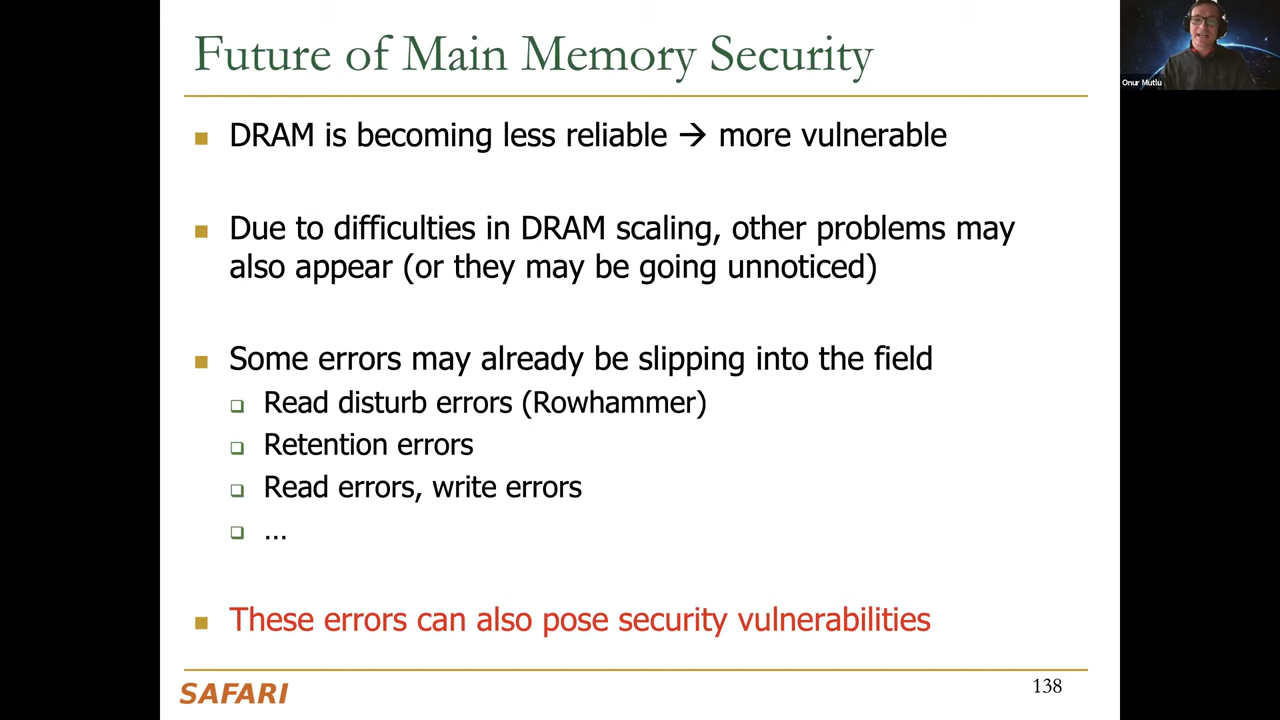 Future of Main Memory Security
Onur Mutlu
DRAM is becoming less reliable → more vulnerable
Due to difficulties in DRAM scaling, other problems may
also appear (or they may be going unnoticed)
Some errors may already be slipping into the field
Read disturb errors (Rowhammer)
Retention errors
Read errors, write errors
...
These errors can also pose security vulnerabilities
SAFARI
138